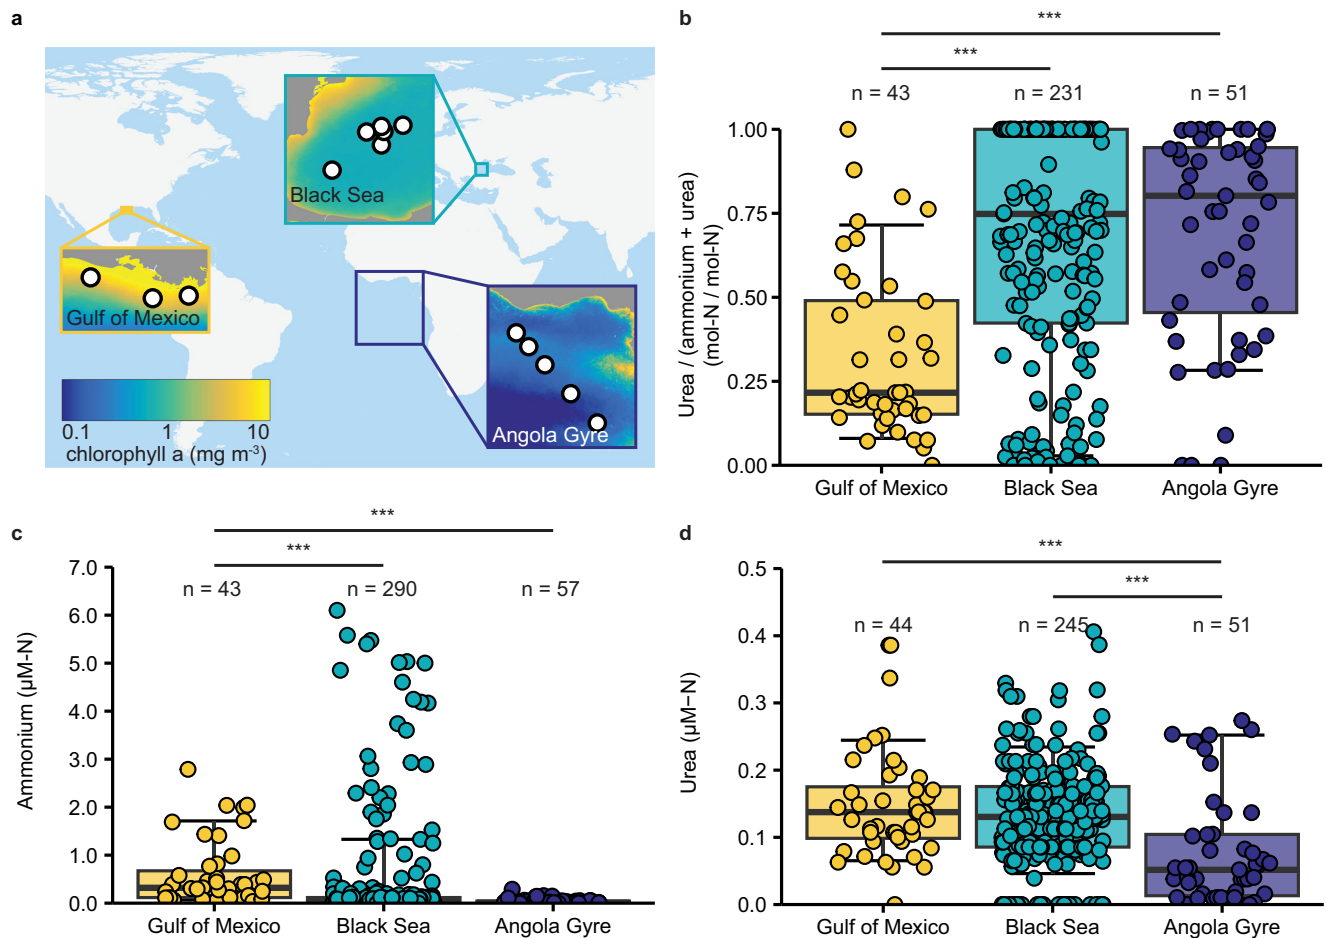 a
Black Sea
Gulf of Mexico
Angola Gyre
0.1 1 10
chlorophyll a (mg m⁻³)
b
***
***
n = 43 n = 231 n = 51
1.00
0.75
0.50
0.25
0.00
Urea / (ammonium + urea)
(mol-N / mol-N)
Gulf of Mexico Black Sea Angola Gyre
c
***
***
n = 43 n = 290 n = 57
7.0
6.0
5.0
4.0
3.0
2.0
1.0
0.0
Ammonium (µM-N)
Gulf of Mexico Black Sea Angola Gyre
d
***
***
n = 44 n = 245 n = 51
0.5
0.4
0.3
0.2
0.1
0.0
Urea (µM−N)
Gulf of Mexico Black Sea Angola Gyre